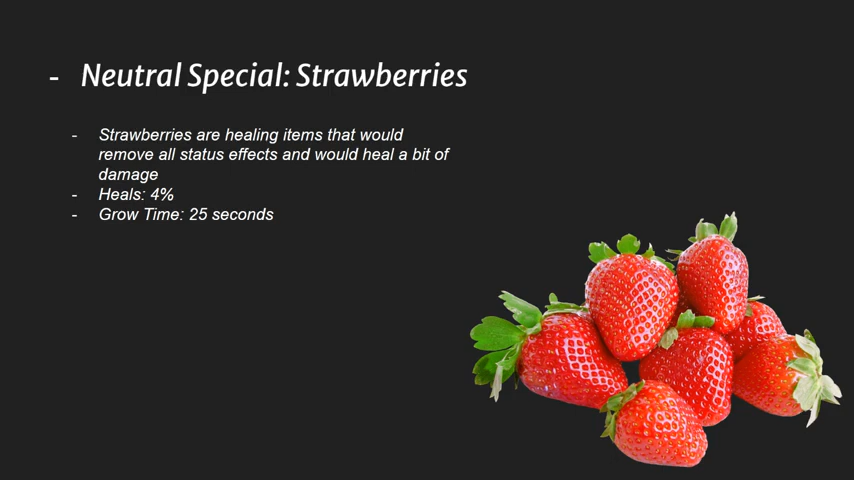 - Neutral Special: Strawberries
- Strawberries are healing items that would
remove all status effects and would heal a bit of
damage
- Heals: 4%
- Grow Time: 25 seconds